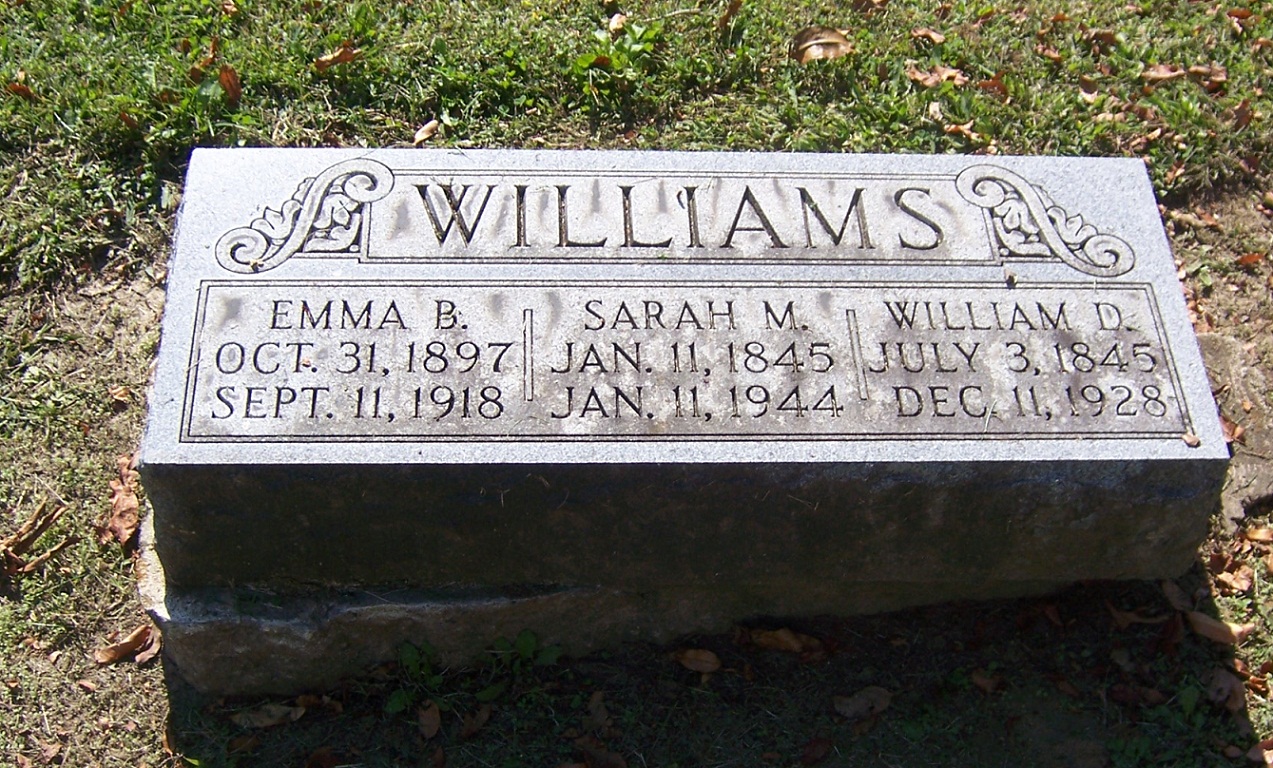 WILLIAMS
EMMA B.
OCT. 31, 1897
SEPT. 11, 1918
SARAH M.
JAN. 11, 1845
JAN. 11, 1944
WILLIAM D.
JULY 3, 1845
DEC. 11, 1928